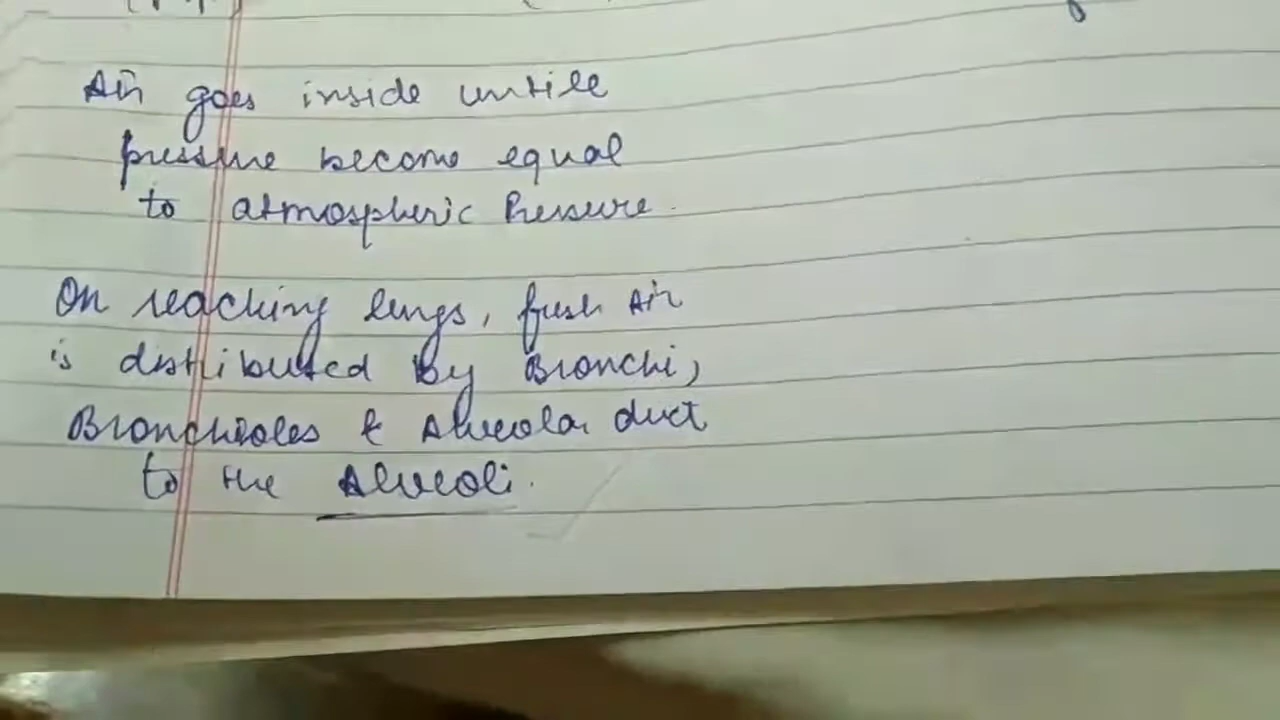 Air goes inside untill
pressure become equal
to atmospheric Pressure.
On reaching lungs, fresh Air
is distributed By Bronchi,
Bronchioles & Alveolar duct
to the Alveoli.